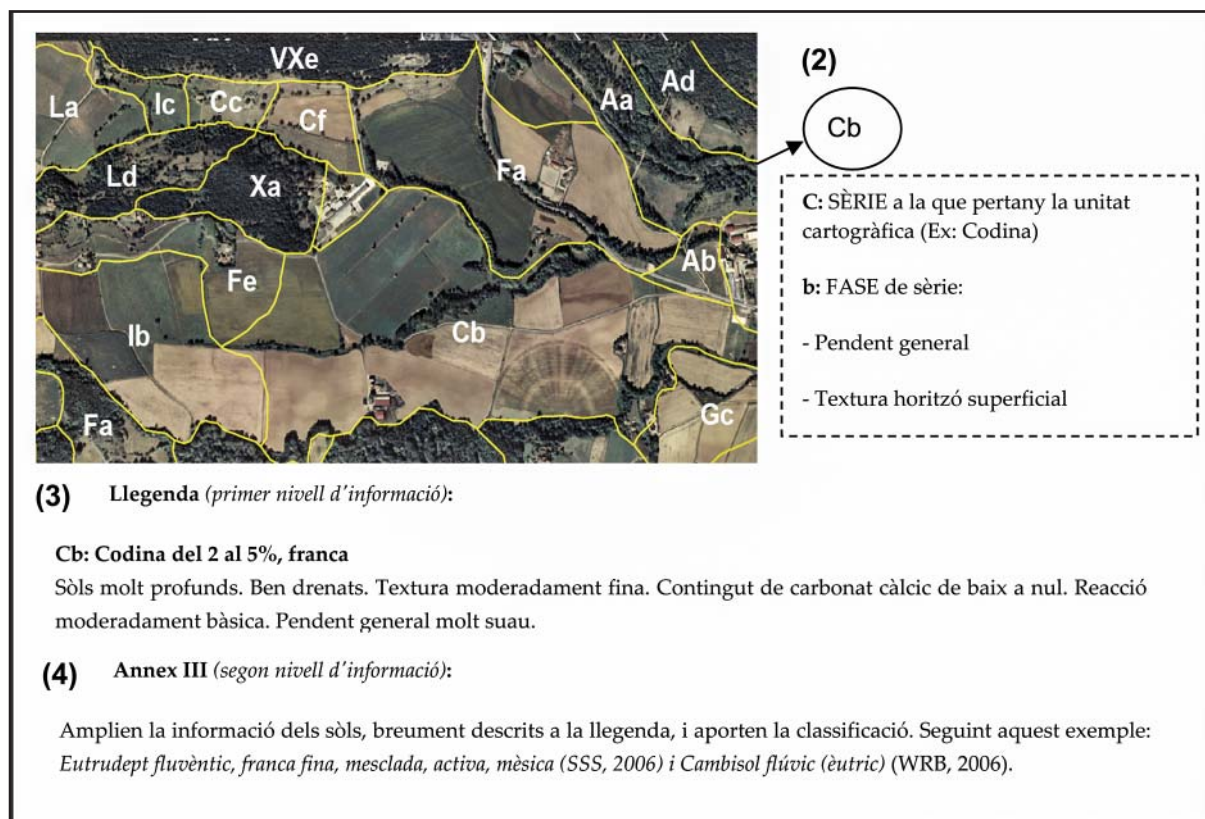 VXe
(2)
La
Ic
Cc
Cf
Aa
Ad
Cb
Fa
Ld
Xa
C: SÈRIE a la que pertany la unitat
cartogràfica (Ex: Codina)
Ab
b: FASE de sèrie:
Fe
- Pendent general
Ib
Cb
- Textura horitzó superficial
Fa
Gc
(3) Llegenda (primer nivell d'informació):
Cb: Codina del 2 al 5%, franca
Sòls molt profunds. Ben drenats. Textura moderadament fina. Contingut de carbonat càlcic de baix a nul. Reacció
moderadament bàsica. Pendent general molt suau.
(4) Annex III (segon nivell d'informació):
Amplien la informació dels sòls, breument descrits a la llegenda, i aporten la classificació. Seguint aquest exemple:
Eutrudept fluvèntic, franca fina, mesclada, activa, mèsica (SSS, 2006) i Cambisol flúvic (èutric) (WRB, 2006).